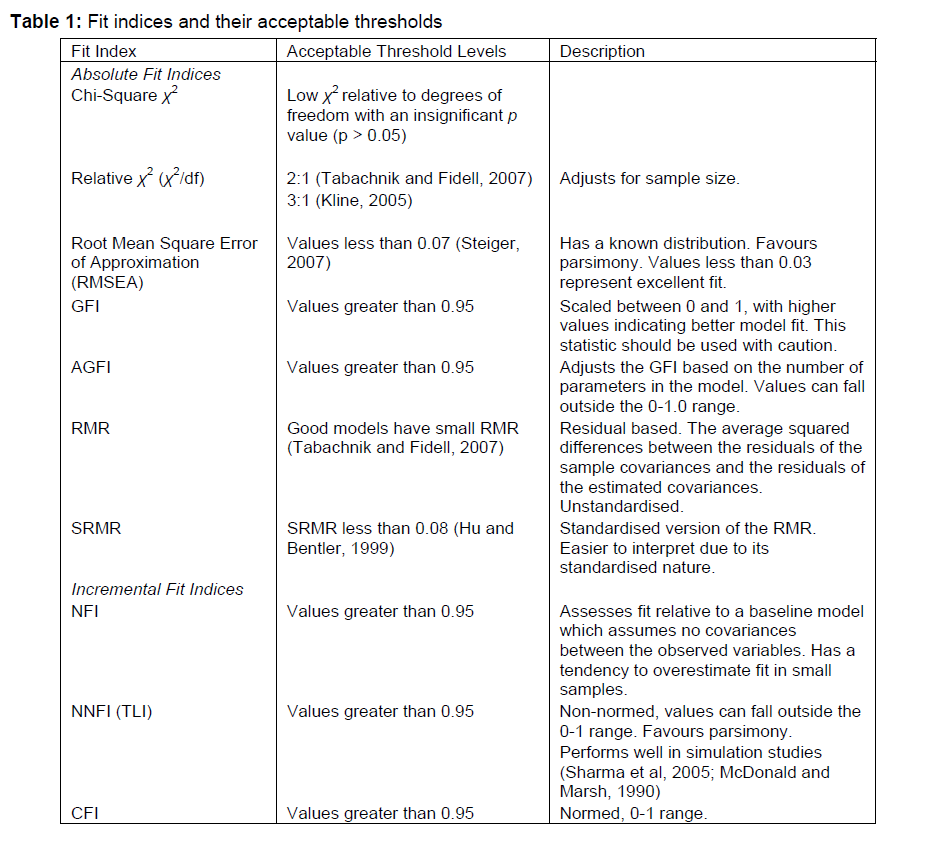 Table 1: Fit indices and their acceptable thresholds
Fit Index Acceptable Threshold Levels Description
Absolute Fit Indices
Chi-Square χ²
Low χ² relative to degrees of
freedom with an insignificant p
value (p > 0.05)
Relative χ² (χ²/df)
2:1 (Tabachnik and Fidell, 2007)
3:1 (Kline, 2005)
Adjusts for sample size.
Root Mean Square Error
of Approximation
(RMSEA)
Values less than 0.07 (Steiger,
2007)
Has a known distribution. Favours
parsimony. Values less than 0.03
represent excellent fit.
GFI
Values greater than 0.95
Scaled between 0 and 1, with higher
values indicating better model fit. This
statistic should be used with caution.
AGFI
Values greater than 0.95
Adjusts the GFI based on the number of
parameters in the model. Values can fall
outside the 0-1.0 range.
RMR
Good models have small RMR
(Tabachnik and Fidell, 2007)
Residual based. The average squared
differences between the residuals of the
sample covariances and the residuals of
the estimated covariances.
Unstandardised.
SRMR
SRMR less than 0.08 (Hu and
Bentler, 1999)
Standardised version of the RMR.
Easier to interpret due to its
standardised nature.
Incremental Fit Indices
NFI
Values greater than 0.95
Assesses fit relative to a baseline model
which assumes no covariances
between the observed variables. Has a
tendency to overestimate fit in small
samples.
NNFI (TLI)
Values greater than 0.95
Non-normed, values can fall outside the
0-1 range. Favours parsimony.
Performs well in simulation studies
(Sharma et al, 2005; McDonald and
Marsh, 1990)
CFI
Values greater than 0.95
Normed, 0-1 range.